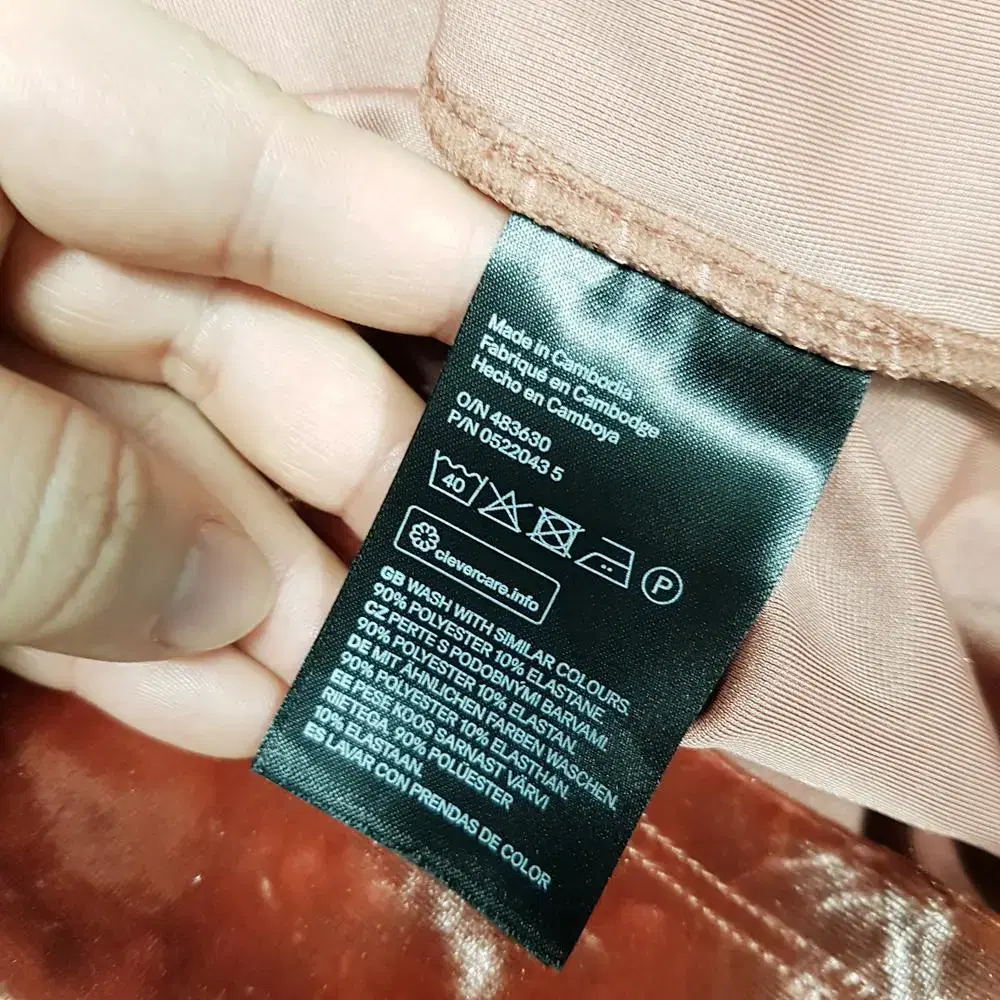 Made in Cambodia
Fabriqué en Cambodge
Hecho en Camboya
O/N 483630
P/N 0522043 5
40
P
clevercare.info
GB WASH WITH SIMILAR COLOURS.
90% POLYESTER 10% ELASTANE
CZ PERTE S PODOBNÝMI BARVAMI.
90% POLYESTER 10% ELASTAN.
DE MIT ÄHNLICHEN FARBEN WASCHEN.
90% POLYESTER 10% ELASTHAN.
EE PESKE KOOS SARNAST VÄRVI
RIIETEGA. 90% POLÜESTER
10% ELASTAAN.
ES LAVAR CON PRENDAS DE COLOR